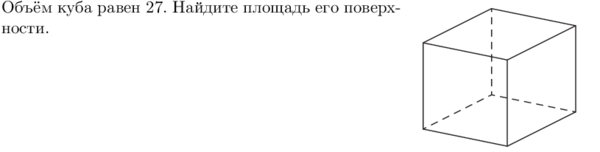 Объём куба равен 27. Найдите площадь его поверх-
ности.